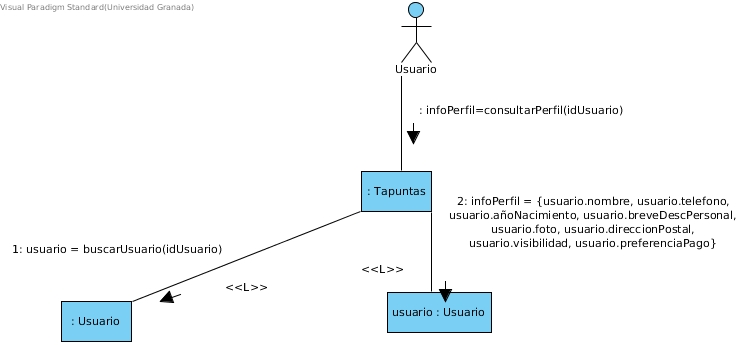 Visual Paradigm Standard(Universidad Granada)
Usuario
: infoPerfil=consultarPerfil(idUsuario)
: Tapuntas
2: infoPerfil = {usuario.nombre, usuario.telefono,
usuario.añoNacimiento, usuario.breveDescPersonal,
usuario.foto, usuario.direccionPostal,
usuario.visibilidad, usuario.preferenciaPago}
1: usuario = buscarUsuario(idUsuario)
<<L>>
<<L>>
: Usuario
usuario : Usuario